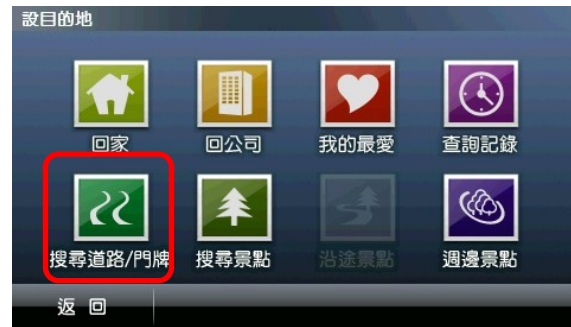 設目的地
回家 回公司 我的最愛 查詢記錄
搜尋道路/門牌 搜尋景點 沿途景點 週邊景點
返 回